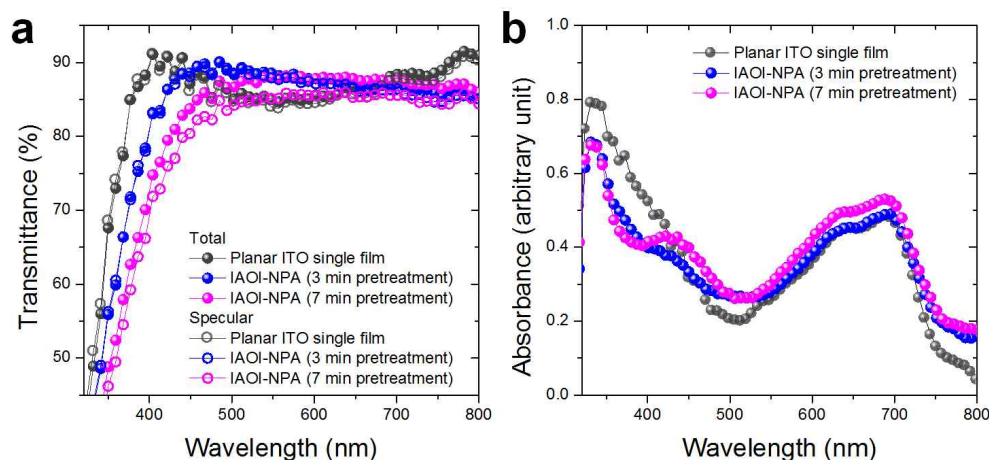 a
90
80
70
60
50
Transmittance (%)
Total
Planar ITO single film
IAOI-NPA (3 min pretreatment)
IAOI-NPA (7 min pretreatment)
Specular
Planar ITO single film
IAOI-NPA (3 min pretreatment)
IAOI-NPA (7 min pretreatment)
400 500 600 700 800
Wavelength (nm)
b
1.0
0.8
0.6
0.4
0.2
0.0
Absorbance (arbitrary unit)
Planar ITO single film
IAOI-NPA (3 min pretreatment)
IAOI-NPA (7 min pretreatment)
400 500 600 700 800
Wavelength (nm)